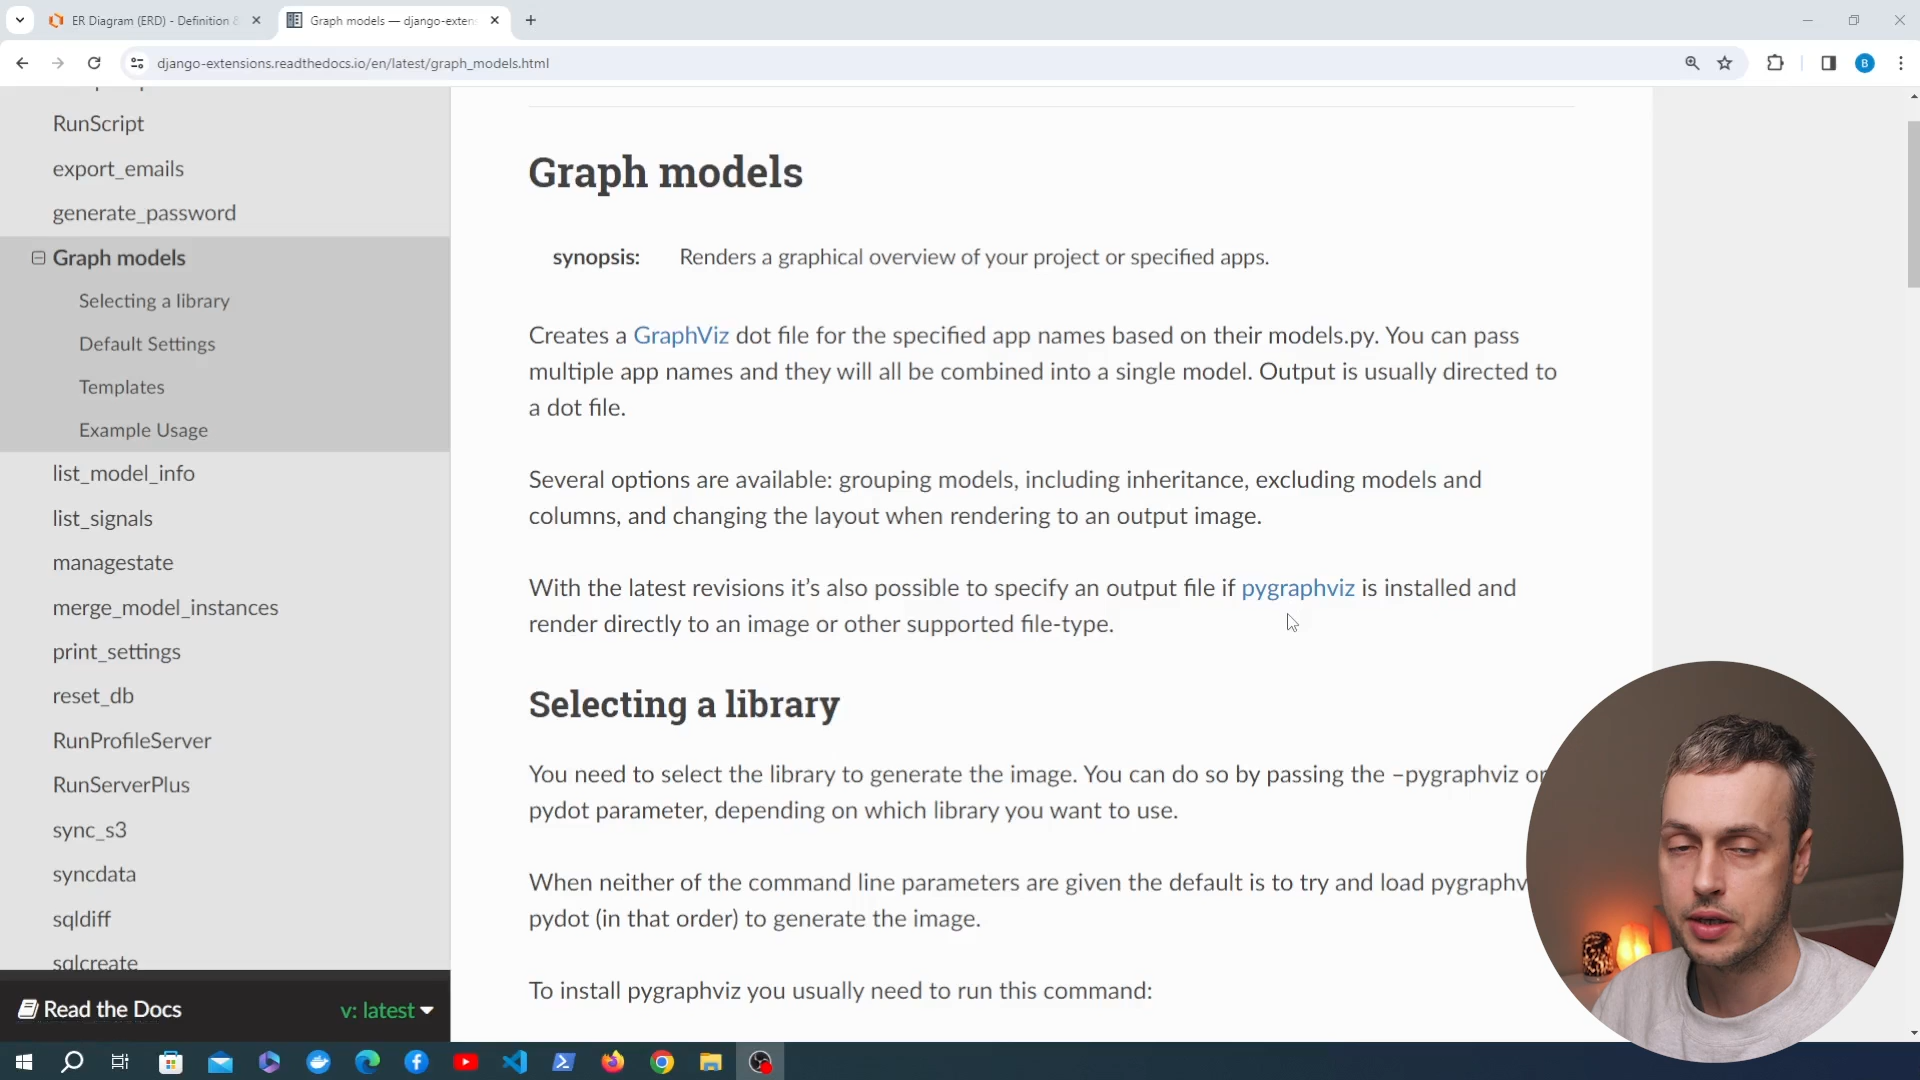 ER Diagram (ERD) - Definition &
Graph models — django-exten
django-extensions.readthedocs.io/en/latest/graph_models.html
B
RunScript
export_emails
generate_password
Graph models
Selecting a library
Default Settings
Templates
Example Usage
list_model_info
list_signals
managestate
merge_model_instances
print_settings
reset_db
RunProfileServer
RunServerPlus
sync_s3
syncdata
sqldiff
sqlcreate
Read the Docs
v: latest
Graph models
synopsis: Renders a graphical overview of your project or specified apps.
Creates a GraphViz dot file for the specified app names based on their models.py. You can pass
multiple app names and they will all be combined into a single model. Output is usually directed to
a dot file.
Several options are available: grouping models, including inheritance, excluding models and
columns, and changing the layout when rendering to an output image.
With the latest revisions it’s also possible to specify an output file if pygraphviz is installed and
render directly to an image or other supported file-type.
Selecting a library
You need to select the library to generate the image. You can do so by passing the –pygraphviz or
pydot parameter, depending on which library you want to use.
When neither of the command line parameters are given the default is to try and load pygraphv
pydot (in that order) to generate the image.
To install pygraphviz you usually need to run this command: